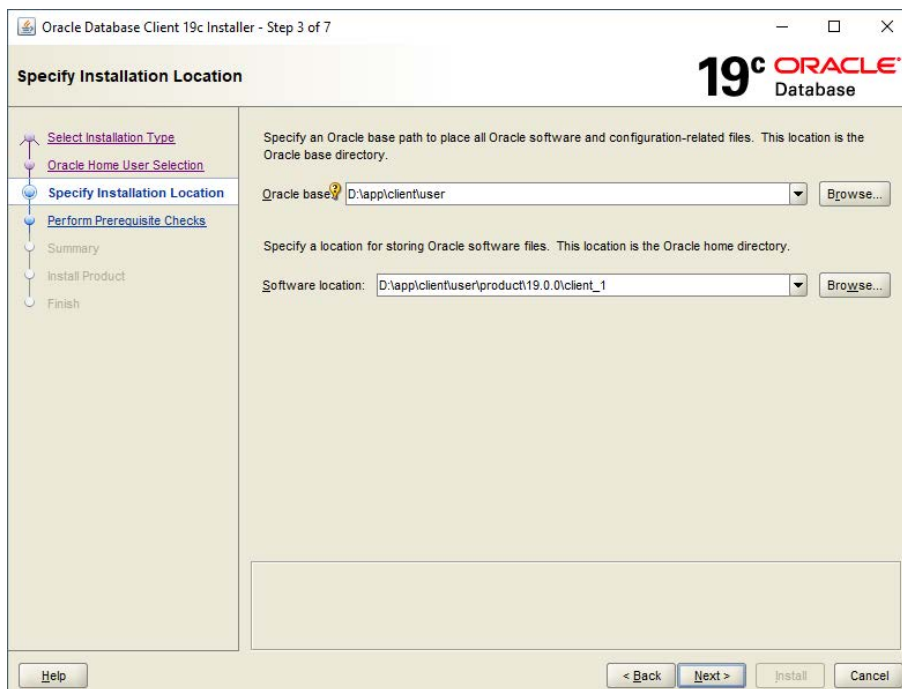 Oracle Database Client 19c Installer - Step 3 of 7
Specify Installation Location
19c ORACLE
Database
Select Installation Type
Oracle Home User Selection
Specify Installation Location
Perform Prerequisite Checks
Summary
Install Product
Finish
Specify an Oracle base path to place all Oracle software and configuration-related files. This location is the
Oracle base directory.
Oracle base: D:\app\client\user Browse...
Specify a location for storing Oracle software files. This location is the Oracle home directory.
Software location: D:\app\client\user\product\19.0.0\client_1 Browse...
Help < Back Next > Install Cancel